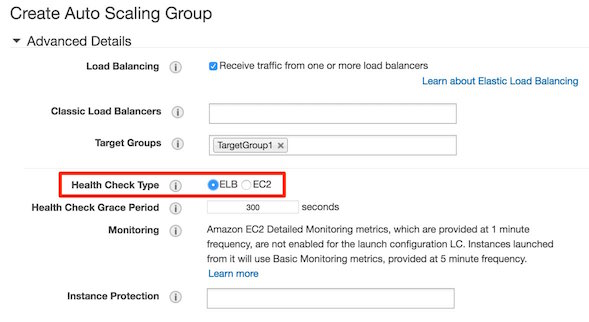 Create Auto Scaling Group
Advanced Details
Load Balancing Receive traffic from one or more load balancers
Learn about Elastic Load Balancing
Classic Load Balancers
Target Groups TargetGroup1 ×
Health Check Type ELB EC2
Health Check Grace Period 300 seconds
Monitoring Amazon EC2 Detailed Monitoring metrics, which are provided at 1 minute
frequency, are not enabled for the launch configuration LC. Instances launched
from it will use Basic Monitoring metrics, provided at 5 minute frequency.
Learn more
Instance Protection